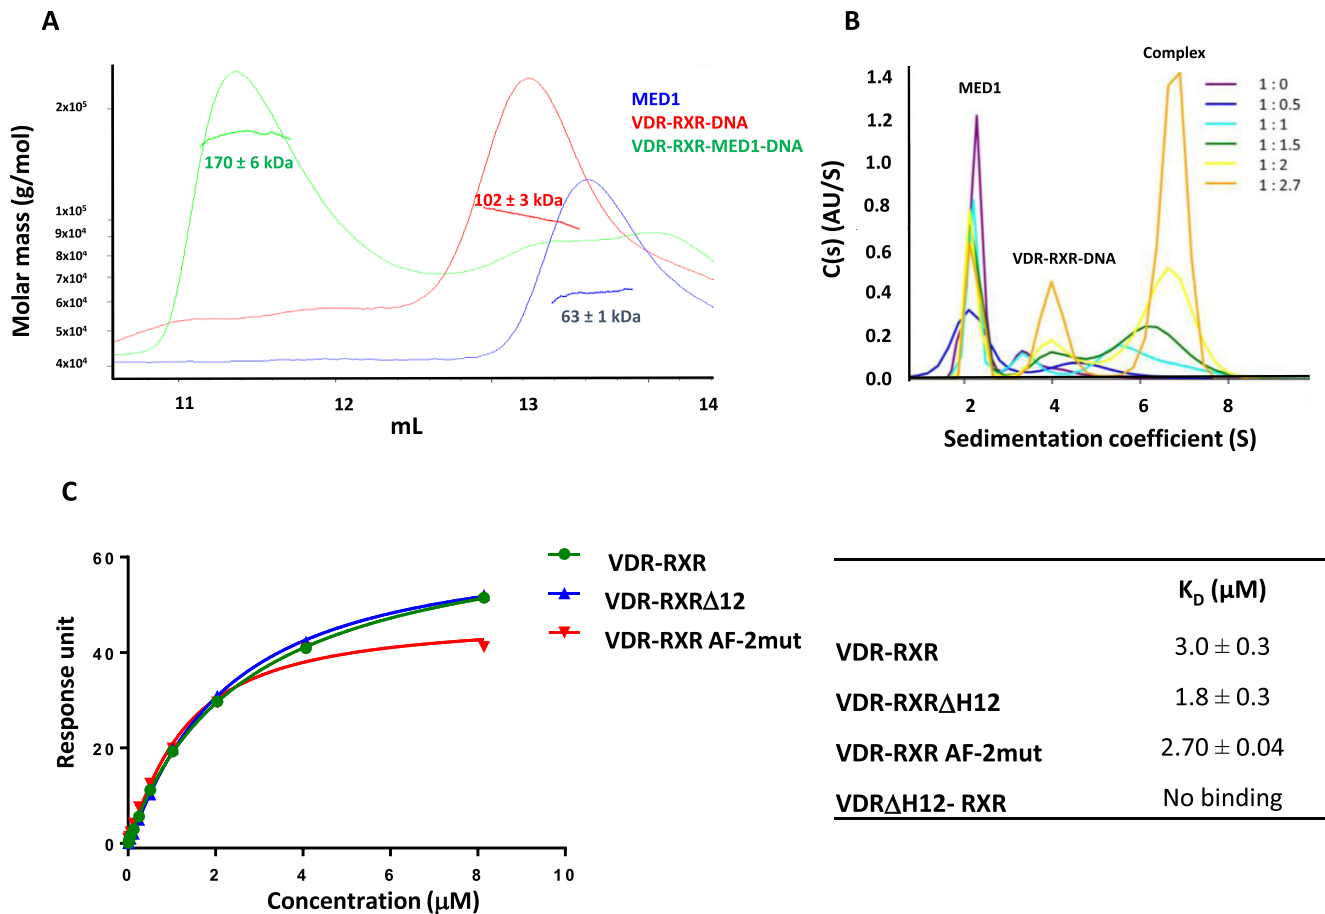 A
2x10⁵
1x10⁵
9x10⁴
8x10⁴
7x10⁴
6x10⁴
5x10⁴
4x10⁴
Molar mass (g/mol)
MED1
VDR-RXR-DNA
VDR-RXR-MED1-DNA
170 ± 6 kDa
102 ± 3 kDa
63 ± 1 kDa
11 12 13 14
mL
B
Complex
MED1
VDR-RXR-DNA
1 : 0
1 : 0.5
1 : 1
1 : 1.5
1 : 2
1 : 2.7
1.4
1.2
1.0
0.8
0.6
0.4
0.2
0.0
C(s) (AU/S)
2 4 6 8
Sedimentation coefficient (S)
C
60
40
20
0
Response unit
0 2 4 6 8 10
Concentration (µM)
VDR-RXR
VDR-RXRΔ12
VDR-RXR AF-2mut
K_D (µM)
VDR-RXR 3.0 ± 0.3
VDR-RXRΔH12 1.8 ± 0.3
VDR-RXR AF-2mut 2.70 ± 0.04
VDRΔH12- RXR No binding